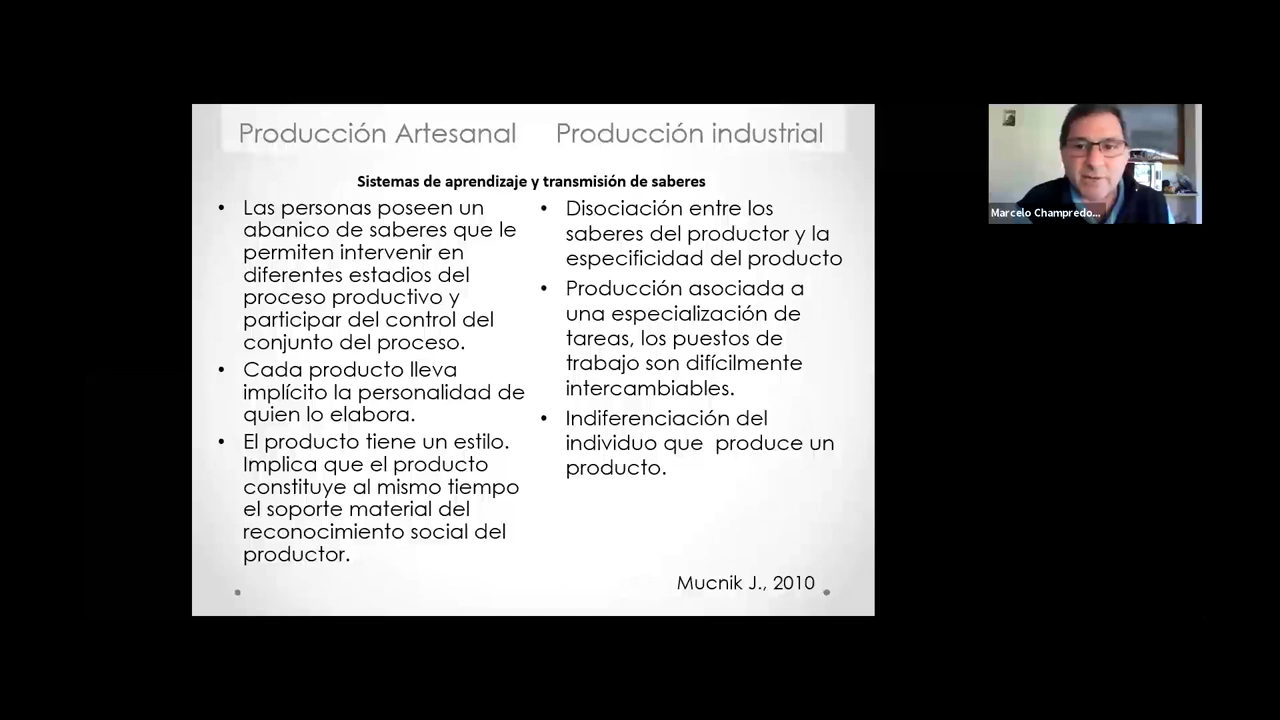 Producción Artesanal
Producción industrial
Sistemas de aprendizaje y transmisión de saberes
• Las personas poseen un
abanico de saberes que le
permiten intervenir en
diferentes estadios del
proceso productivo y
participar del control del
conjunto del proceso.
• Cada producto lleva
implícito la personalidad de
quien lo elabora.
• El producto tiene un estilo.
Implica que el producto
constituye al mismo tiempo
el soporte material del
reconocimiento social del
productor.
• Disociación entre los
saberes del productor y la
especificidad del producto
• Producción asociada a
una especialización de
tareas, los puestos de
trabajo son difícilmente
intercambiables.
• Indiferenciación del
individuo que  produce un
producto.
Mucnik J., 2010
Marcelo Champredo...